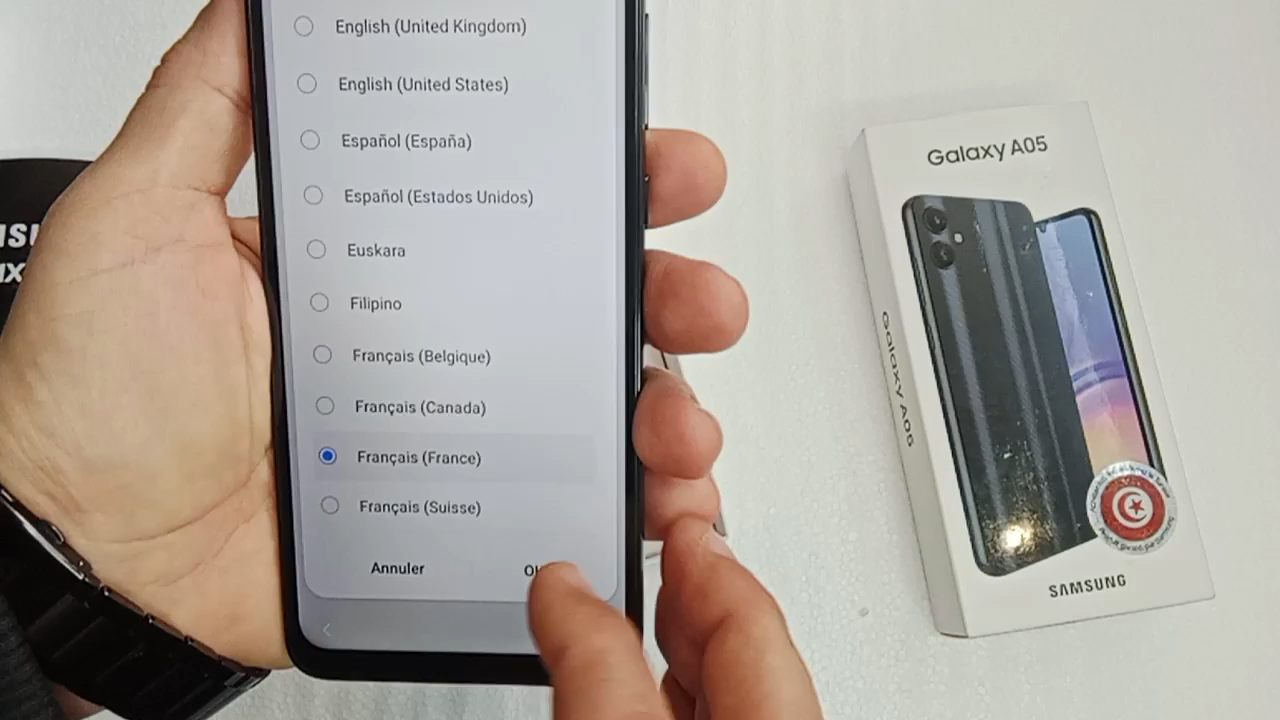 English (United Kingdom)
English (United States)
Español (España)
Español (Estados Unidos)
Euskara
Filipino
Français (Belgique)
Français (Canada)
Français (France)
Français (Suisse)
Annuler
Galaxy A05
Galaxy A05
SAMSUNG